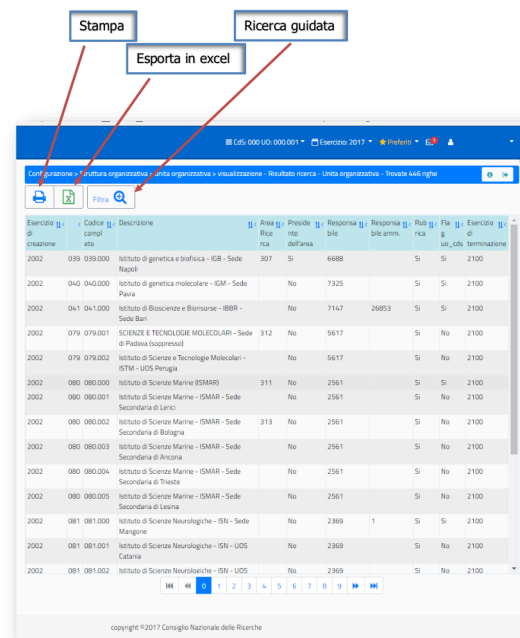 Stampa
Ricerca guidata
Esporta in excel
CdS: 000 UO: 000.001 Esercizio: 2017 Preferiti
Configurazione » Struttura organizzativa » Unita organizzativa » visualizzazione - Risultato ricerca - Unita organizzativa - Trovate 446 righe
Filtra
Esercizio di creazione Codice completo Descrizione Area Ricerca Presidente dell'area Responsabile Responsabile amm. Rubrica Flag uo_cds Esercizio di terminazione
2002 039 039.000 Istituto di genetica e biofisica - IGB - Sede 307 Si 6688 Si Si 2100
Napoli
2002 040 040.000 Istituto di genetica molecolare - IGM - Sede No 7325 Si Si 2100
Pavia
2002 041 041.000 Istituto di Bioscienze e Biorisorse - IBBR - No 7147 26853 Si Si 2100
Sede Bari
2002 079 079.001 SCIENZE E TECNOLOGIE MOLECOLARI - Sede 312 No 5617 Si No 2100
di Padova (soppresso)
2002 079 079.002 Istituto di Scienze e Tecnologie Molecolari - No 5617 Si No 2100
ISTM - UOS Perugia
2002 080 080.000 Istituto di Scienze Marine (ISMAR) 311 No 2561 Si Si 2100
2002 080 080.001 Istituto di Scienze Marine - ISMAR - Sede No 2561 Si No 2100
Secondaria di Lerici
2002 080 080.002 Istituto di Scienze Marine - ISMAR - Sede 313 No 2561 Si No 2100
Secondaria di Bologna
2002 080 080.003 Istituto di Scienze Marine - ISMAR - Sede No 2561 Si No 2100
Secondaria di Ancona
2002 080 080.004 Istituto di Scienze Marine - ISMAR - Sede No 2561 Si No 2100
Secondaria di Trieste
2002 080 080.005 Istituto di Scienze Marine - ISMAR - Sede No 2561 Si No 2100
Secondaria di Lesina
2002 081 081.000 Istituto di Scienze Neurologiche - ISN - Sede No 2369 1 Si Si 2100
Mangone
2002 081 081.001 Istituto di Scienze Neurologiche - ISN - UOS No 2369 Si No 2100
Catania
2002 081 081.002 Istituto di Scienze Neurologiche - ISN - UOS No 2369 Si No 2100
0 1 2 3 4 5 6 7 8 9
copyright ©2017 Consiglio Nazionale delle Ricerche